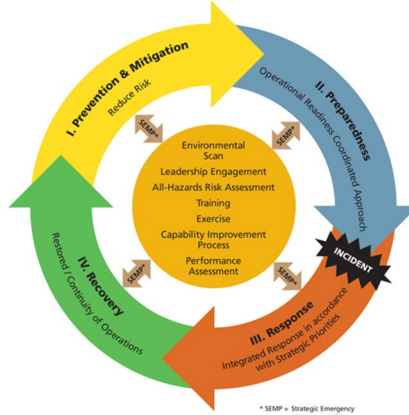 I. Prevention & Mitigation
Reduce Risk
II. Preparedness
Operational Readiness Coordinated Approach
SEMP*
SEMP*
Environmental
Scan
Leadership Engagement
All-Hazards Risk Assessment
Training
Exercise
Capability Improvement
Process
Performance
Assessment
INCIDENT
SEMP*
SEMP*
III. Response
Integrated Response in accordance
with Strategic Priorities
IV. Recovery
Restored / Continuity of Operations
* SEMP = Strategic Emergency